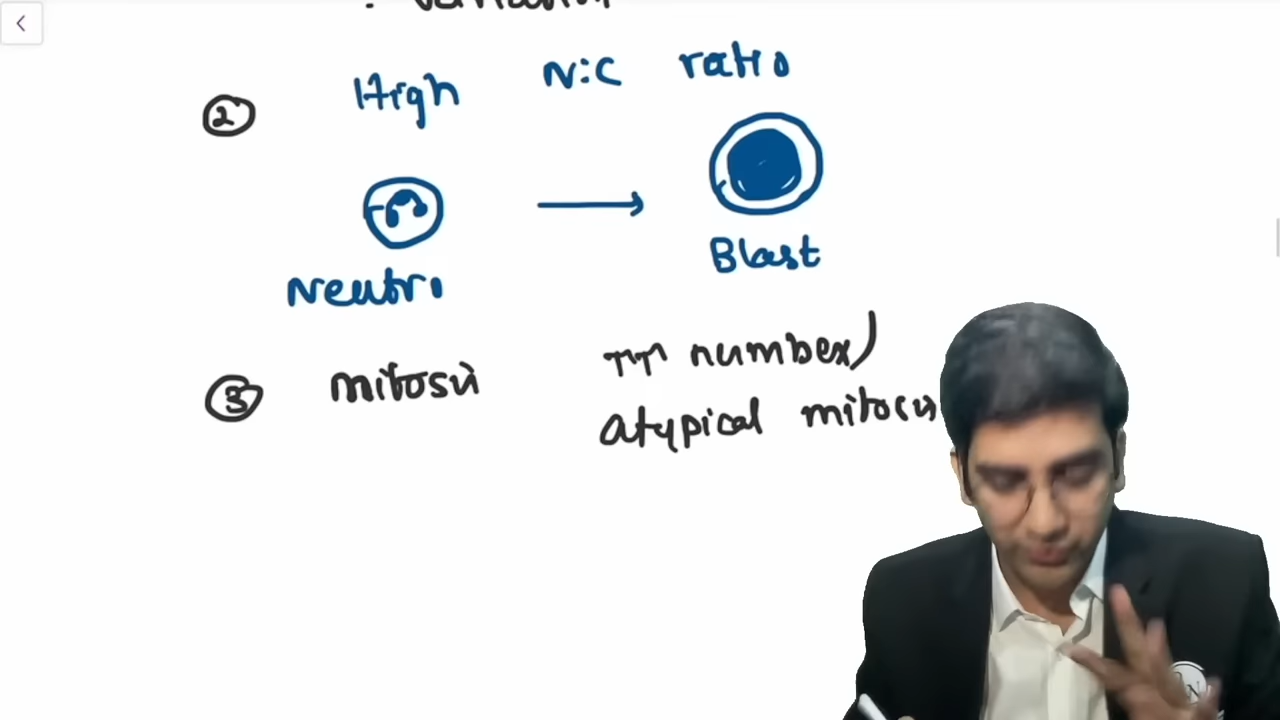 ② High N:C ratio
Neutro → Blast
③ mitosis ↑↑↑ number/
atypical mitosis